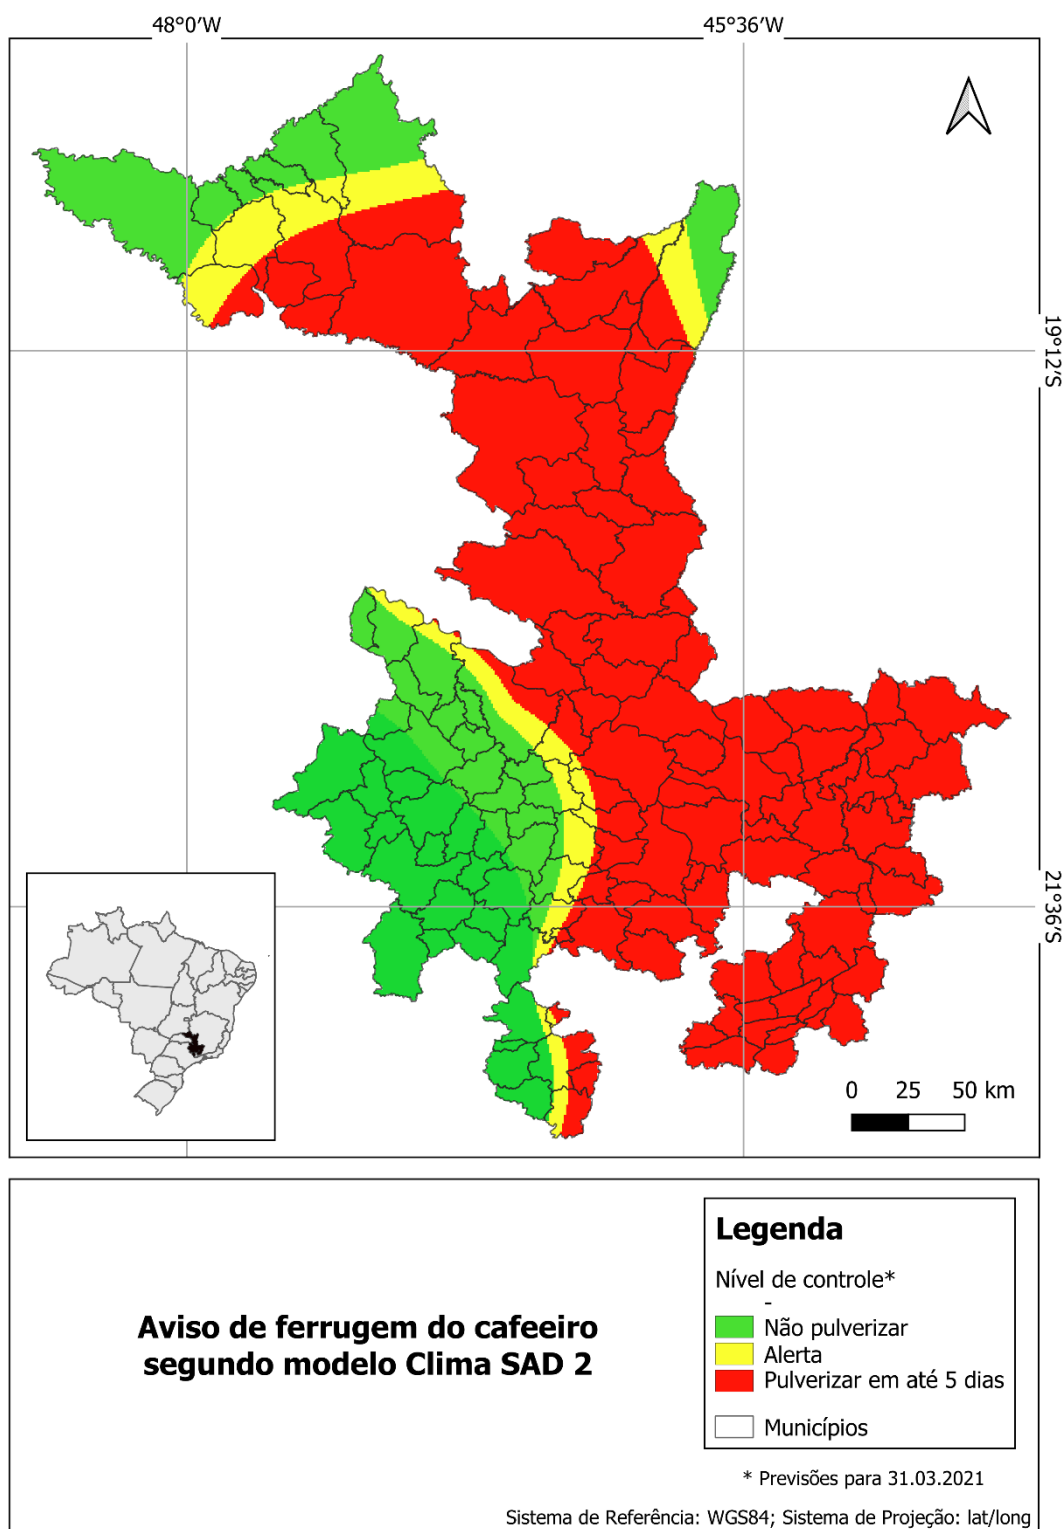 48°0′W
45°36′W
19°12′S
21°36′S
0 25 50 km
Aviso de ferrugem do cafeeiro
segundo modelo Clima SAD 2
Legenda
Nível de controle*
-
Não pulverizar
Alerta
Pulverizar em até 5 dias
Municípios
* Previsões para 31.03.2021
Sistema de Referência: WGS84; Sistema de Projeção: lat/long